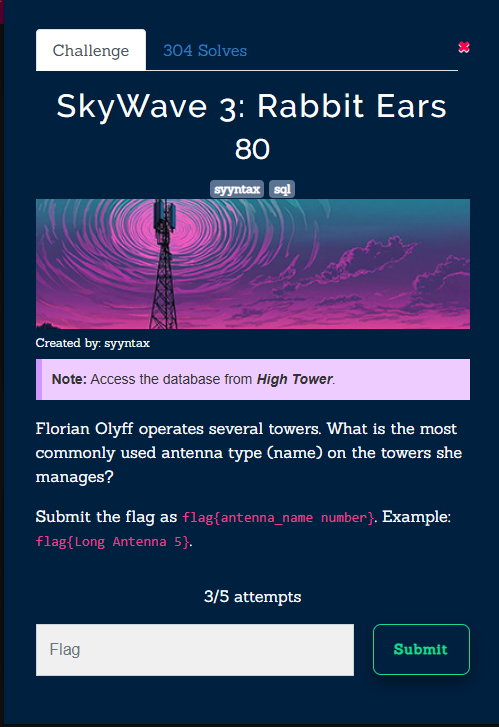 Challenge 304 Solves ✖
SkyWave 3: Rabbit Ears
80
syyntax sql
Created by: syyntax
Note: Access the database from High Tower.
Florian Olyff operates several towers. What is the most
commonly used antenna type (name) on the towers she
manages?
Submit the flag as flag{antenna_name number}. Example:
flag{Long Antenna 5}.
3/5 attempts
Flag Submit